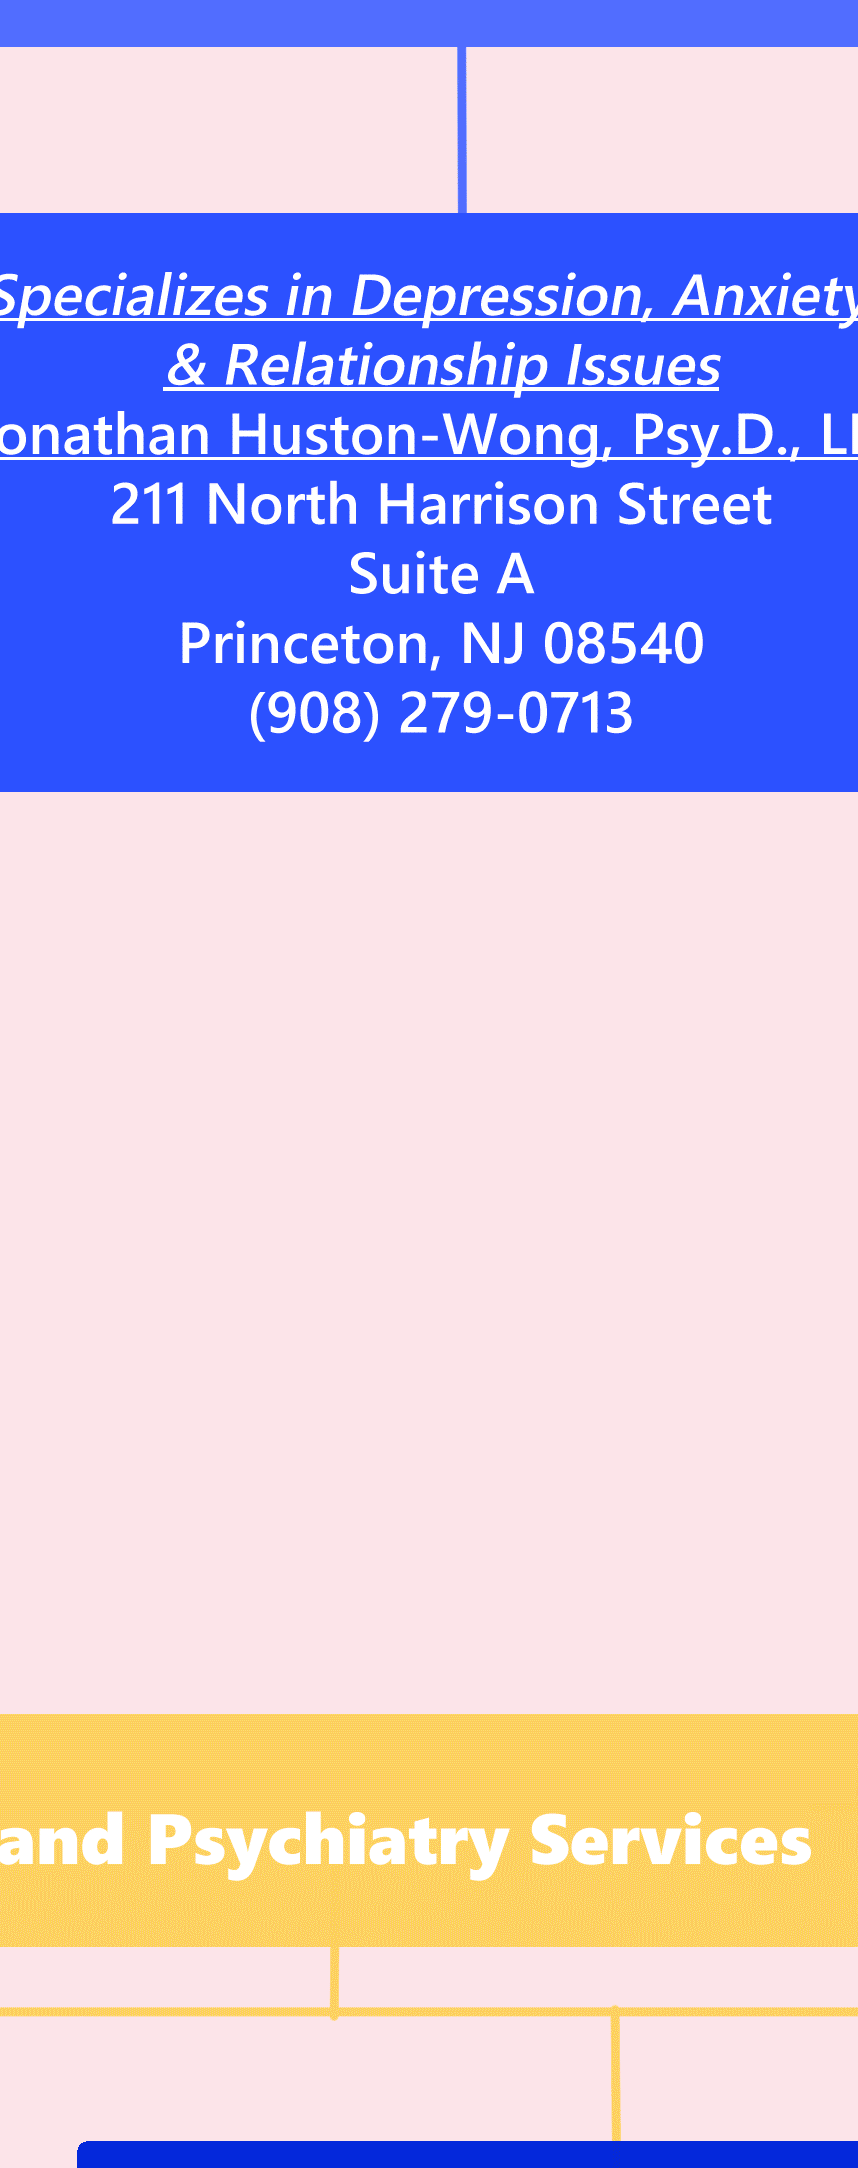 Specializes in Depression, Anxiety
& Relationship Issues
onathan Huston-Wong, Psy.D.,
211 North Harrison Street
Suite A
Princeton, NJ 08540
(908) 279-0713
and Psychiatry Services